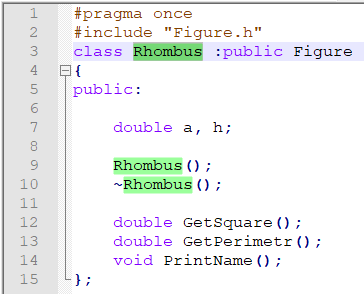 1 #pragma once
2 #include "Figure.h"
3 class Rhombus :public Figure
4 {
5 public:
6
7 double a, h;
8
9 Rhombus();
10 ~Rhombus();
11
12 double GetSquare();
13 double GetPerimetr();
14 void PrintName();
15 };